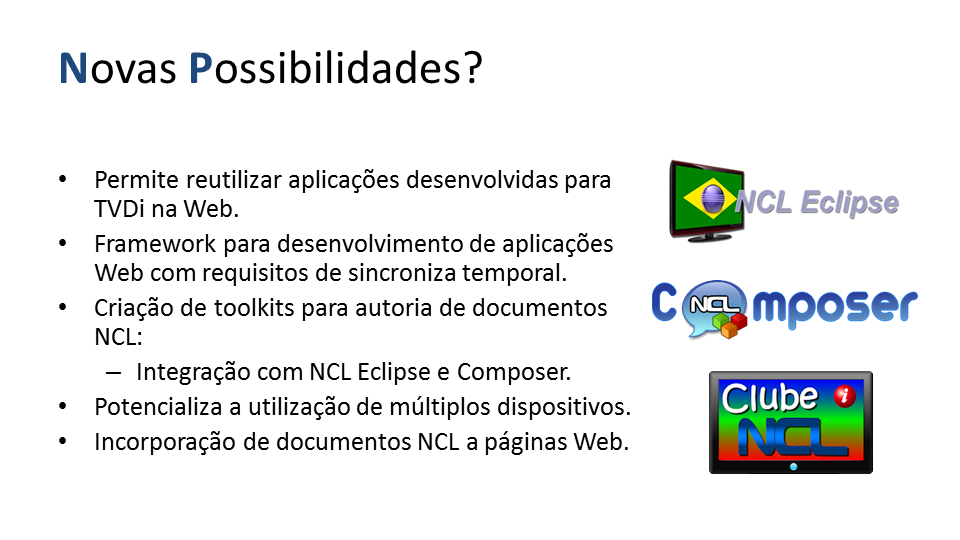 Novas Possibilidades?
• Permite reutilizar aplicações desenvolvidas para
TVDi na Web.
• Framework para desenvolvimento de aplicações
Web com requisitos de sincroniza temporal.
• Criação de toolkits para autoria de documentos
NCL:
– Integração com NCL Eclipse e Composer.
• Potencializa a utilização de múltiplos dispositivos.
• Incorporação de documentos NCL a páginas Web.
NCL Eclipse
C NCL mposer
Clube i
NCL